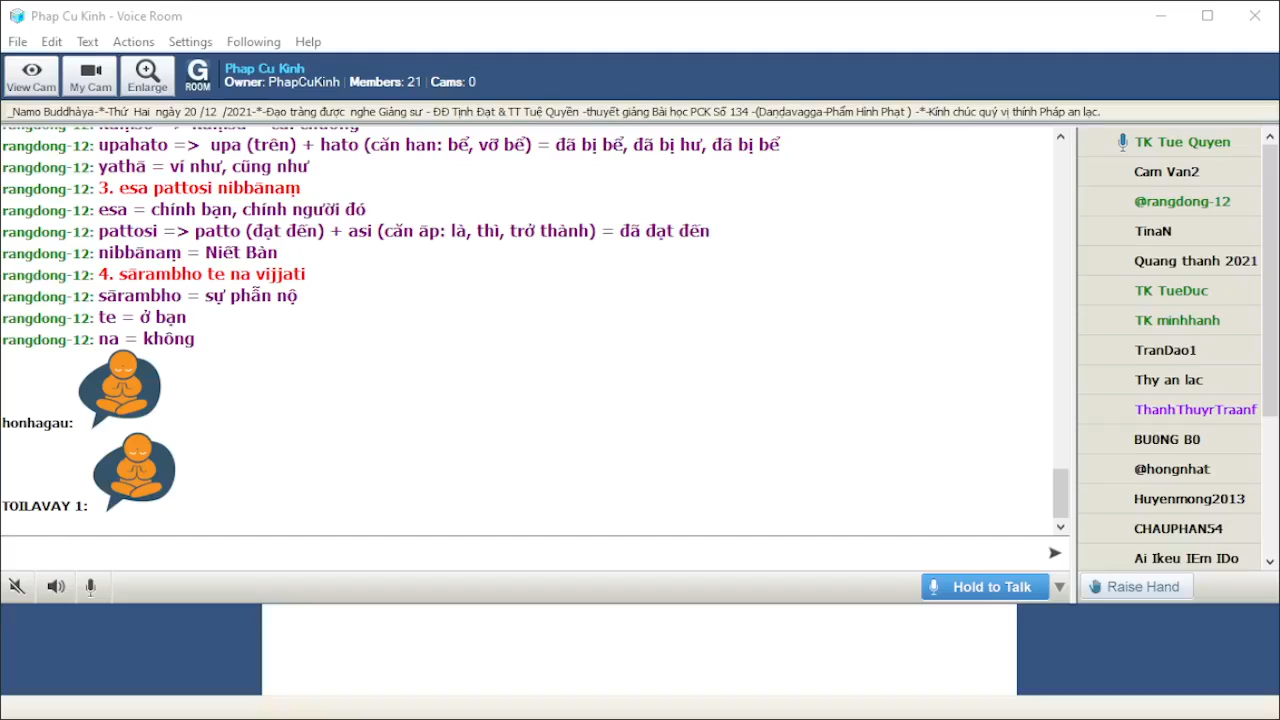 Phap Cu Kinh - Voice Room
File Edit Text Actions Settings Following Help
View Cam My Cam Enlarge G ROOM
Phap Cu Kinh
Owner: PhapCuKinh Members: 21 Cams: 0
_Namo Buddhàya-*-Thứ Hai ngày 20 /12 /2021-*-Đạo tràng được nghe Giảng sư - ĐĐ Tịnh Đạt & TT Tuệ Quyền -thuyết giảng Bài học PCK Số 134 -(Daṇḍavagga-Phẩm Hình Phạt ) -*-Kính chúc quý vị thính Pháp an lạc.
rangdong-12: upahato => upa (trên) + hato (căn han: bể, vỡ bể) = đã bị bể, đã bị hư, đã bị bể
rangdong-12: yathā = ví như, cũng như
rangdong-12: 3. esa pattosi nibbānaṃ
rangdong-12: esa = chính bạn, chính người đó
rangdong-12: pattosi => patto (đạt đến) + asi (căn āp: là, thì, trở thành) = đã đạt đến
rangdong-12: nibbānaṃ = Niết Bàn
rangdong-12: 4. sārambho te na vijjati
rangdong-12: sārambho = sự phẫn nộ
rangdong-12: te = ở bạn
rangdong-12: na = không
honhagau:
TOILAVAY 1:
TK Tue Quyen
Cam Van2
@rangdong-12
TinaN
Quang thanh 2021
TK TueDuc
TK minhhanh
TranDao1
Thy an lac
ThanhThuyrTraanf
BU0NG B0
@hongnhat
Huyenmong2013
CHAUPHAN54
Ai Ikeu IEm IDo
Hold to Talk
Raise Hand